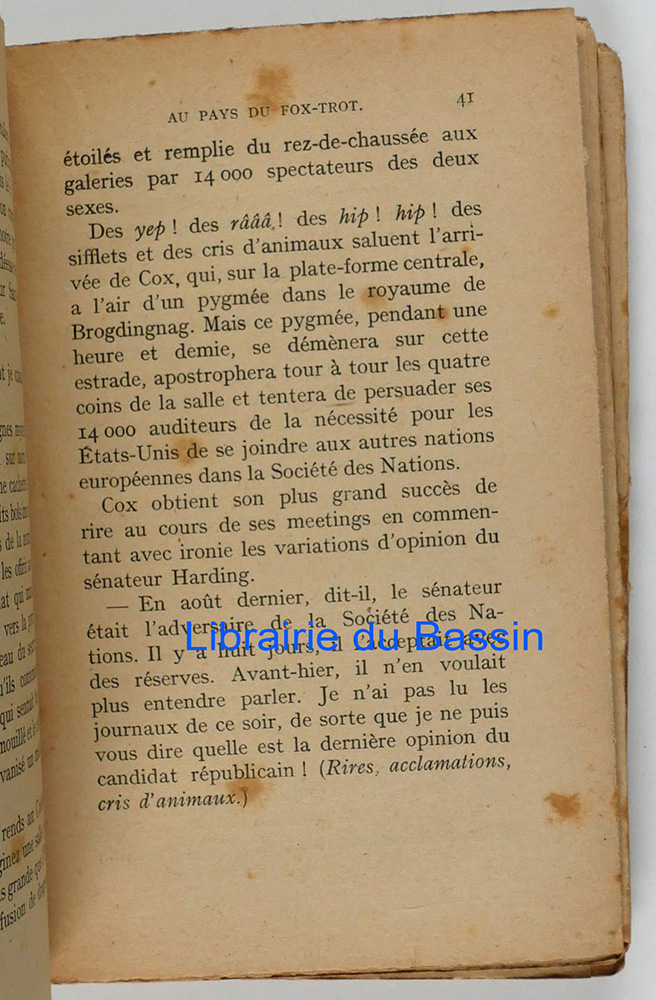 AU PAYS DU FOX-TROT. 41
étoilés et remplie du rez-de-chaussée aux
galeries par 14 000 spectateurs des deux
sexes.
Des yep ! des râââ ! des hip ! hip ! des
sifflets et des cris d'animaux saluent l'arri-
vée de Cox, qui, sur la plate-forme centrale,
a l'air d'un pygmée dans le royaume de
Brogdingnag. Mais ce pygmée, pendant une
heure et demie, se démènera sur cette
estrade, apostrophera tour à tour les quatre
coins de la salle et tentera de persuader ses
14 000 auditeurs de la nécessité pour les
États-Unis de se joindre aux autres nations
européennes dans la Société des Nations.
Cox obtient son plus grand succès de
rire au cours de ses meetings en commen-
tant avec ironie les variations d'opinion du
sénateur Harding.
— En août dernier, dit-il, le sénateur
était l'adversaire de la Société des Na-
tions. Il y a huit jours, il l'acceptait avec
des réserves. Avant-hier, il n'en voulait
plus entendre parler. Je n'ai pas lu les
journaux de ce soir, de sorte que je ne puis
vous dire quelle est la dernière opinion du
candidat républicain ! (Rires, acclamations,
cris d'animaux.)
Librairie du Bassin